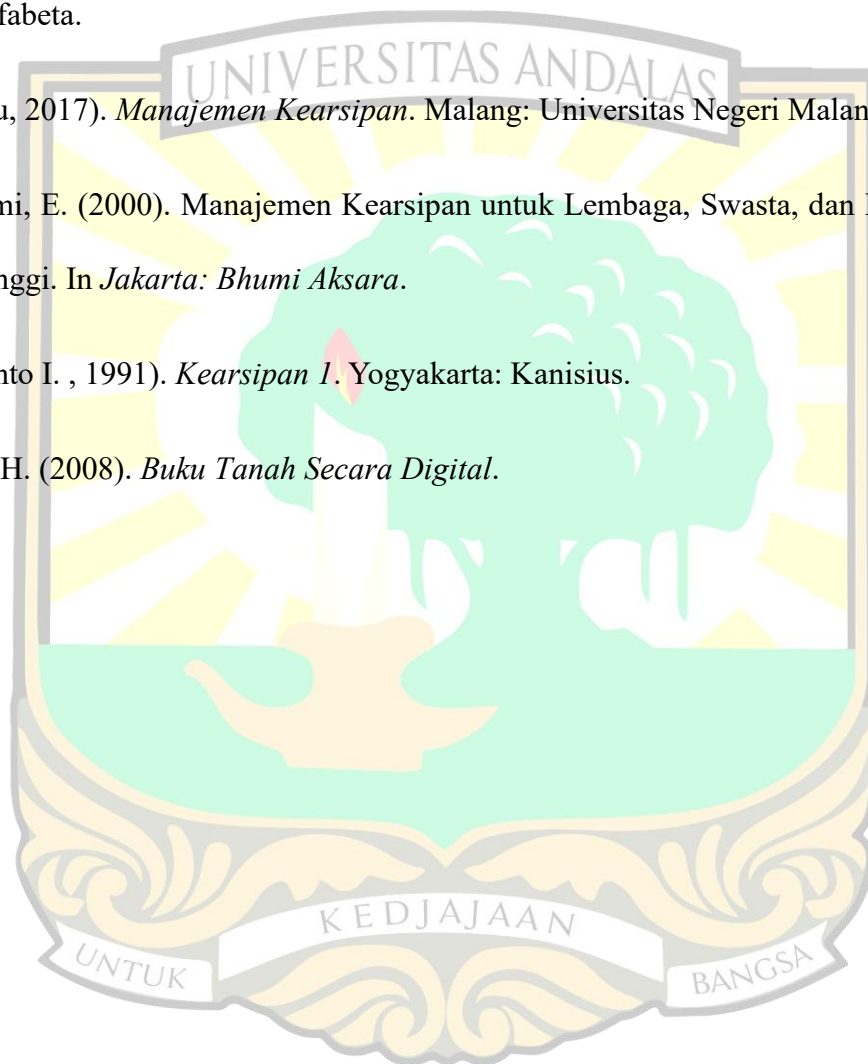 fabeta.
UNIVERSITAS ANDALAS
u, 2017). Manajemen Kearsipan. Malang: Universitas Negeri Malan
mi, E. (2000). Manajemen Kearsipan untuk Lembaga, Swasta, dan
nggi. In Jakarta: Bhumi Aksara.
nto I. , 1991). Kearsipan 1. Yogyakarta: Kanisius.
H. (2008). Buku Tanah Secara Digital.
KEDJAJAAN
UNTUK
BANGSA